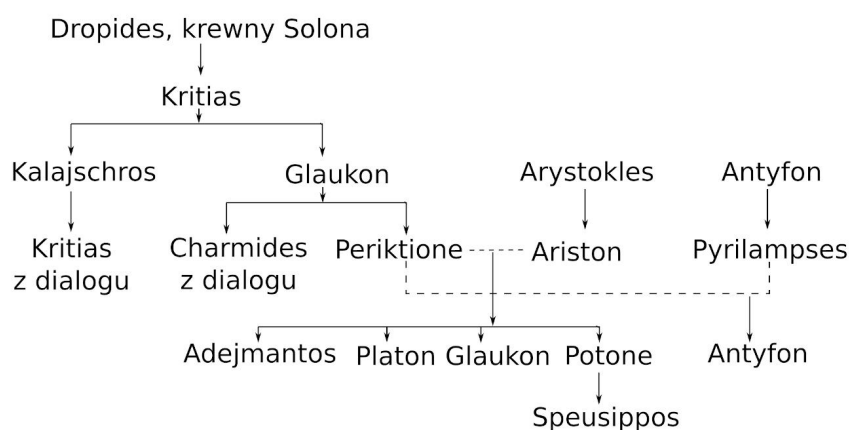 Dropides, krewny Solona
Kritias
Kalajschros
Glaukon
Arystokles
Antyfon
Kritias
z dialogu
Charmides
z dialogu
Periktione
Ariston
Pyrilampses
Adejmantos
Platon
Glaukon
Potone
Antyfon
Speusippos